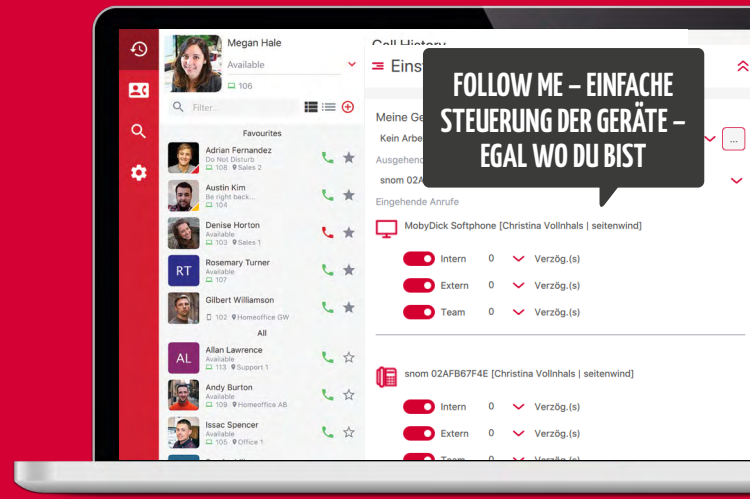 Megan Hale
Available
106
Filter...
Favourites
Adrian Fernandez
Do Not Disturb
108 Sales 2
Austin Kim
Be right back...
104
Denise Horton
Available
103 Sales 1
RT
Rosemary Turner
Available
107
Gilbert Williamson
102 Homeoffice GW
All
AL
Allan Lawrence
Available
113 Support 1
Andy Burton
Available
109 Homeoffice AB
Issac Spencer
Available
105 Office 1
Call History
Einst
FOLLOW ME – EINFACHE
STEUERUNG DER GERÄTE –
EGAL WO DU BIST
Meine Ge
Kein Arbe
...
Ausgehend
snom 02A
Eingehende Anrufe
MobyDick Softphone [Christina Vollnhals | seitenwind]
Intern 0 Verzög.(s)
Extern 0 Verzög.(s)
Team 0 Verzög.(s)
snom 02AFB67F4E [Christina Vollnhals | seitenwind]
Intern 0 Verzög.(s)
Extern 0 Verzög.(s)
Team 0 Verzög.(s)